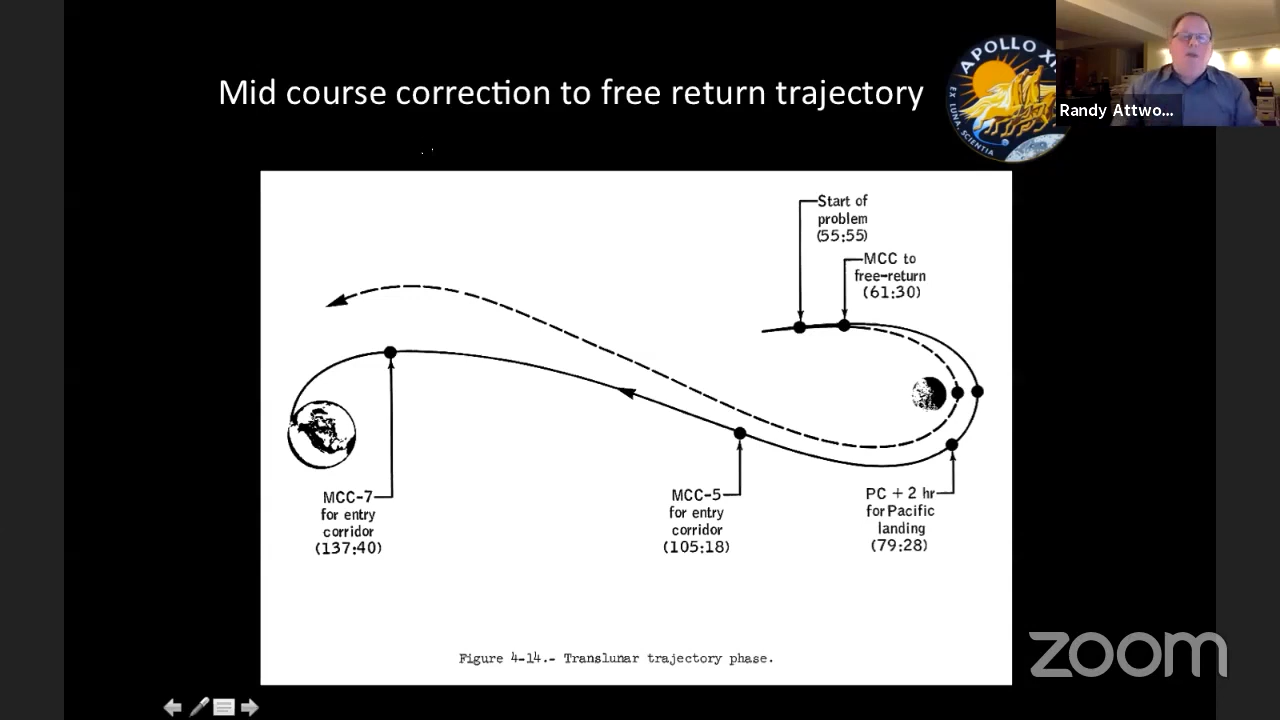 Mid course correction to free return trajectory
APOLLO XI
EX LUNA, SCIENTIA
Randy Attwo...
Start of
problem
(55:55)
MCC to
free-return
(61:30)
MCC-7
for entry
corridor
(137:40)
MCC-5
for entry
corridor
(105:18)
PC + 2 hr
for Pacific
landing
(79:28)
Figure 4-14.- Translunar trajectory phase.
zoom